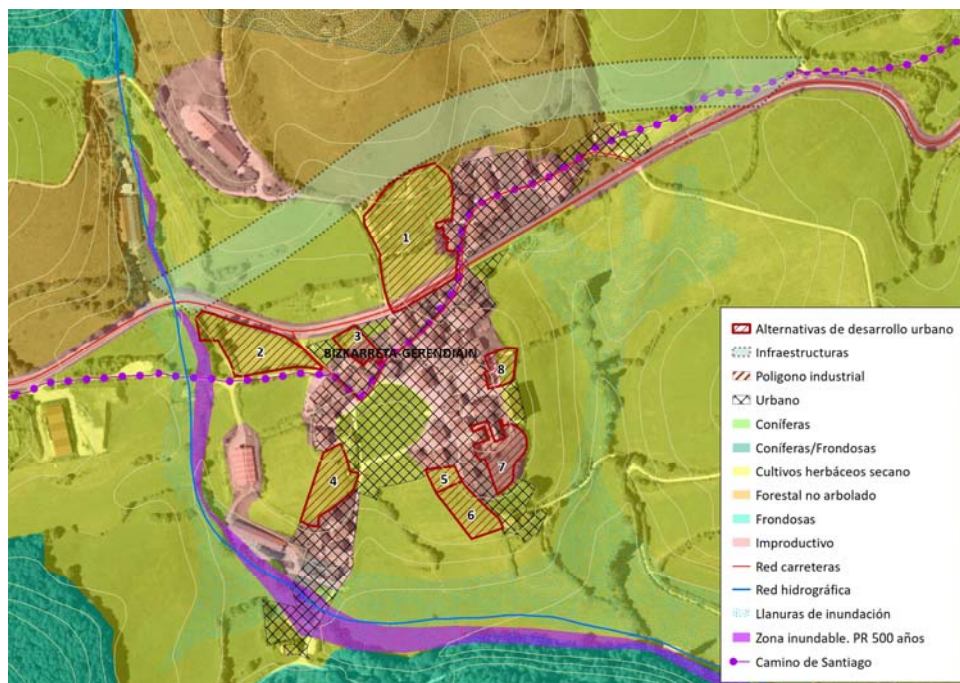 1
2
3
BIZKARRETA-GERENDIAIN
8
4
5
7
6
Alternativas de desarrollo urbano
Infraestructuras
Poligono industrial
Urbano
Coníferas
Coníferas/Frondosas
Cultivos herbáceos secano
Forestal no arbolado
Frondosas
Improductivo
Red carreteras
Red hidrográfica
Llanuras de inundación
Zona inundable. PR 500 años
Camino de Santiago